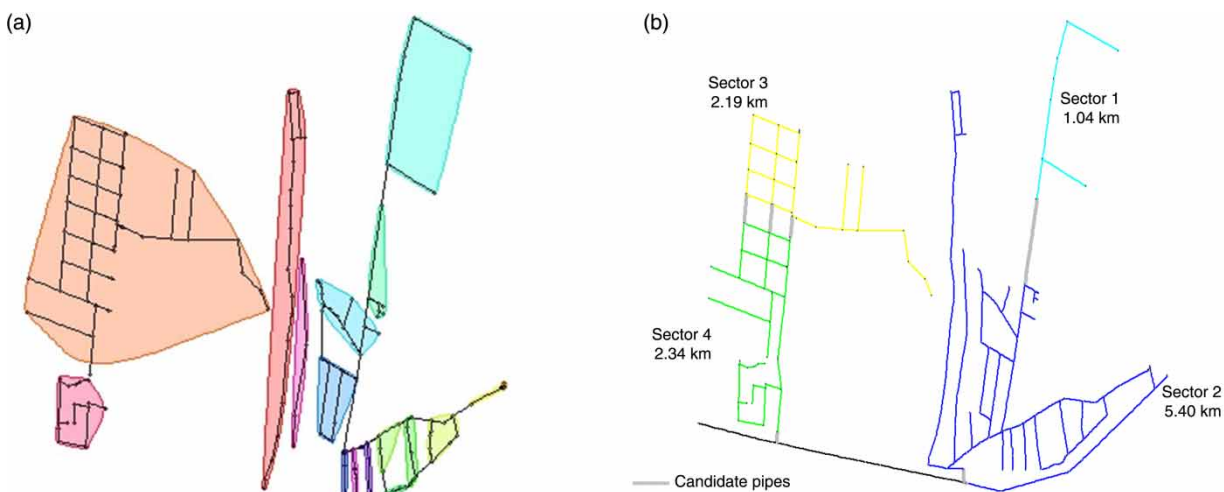 (a)
(b)
Sector 3
2.19 km
Sector 1
1.04 km
Sector 4
2.34 km
Sector 2
5.40 km
Candidate pipes